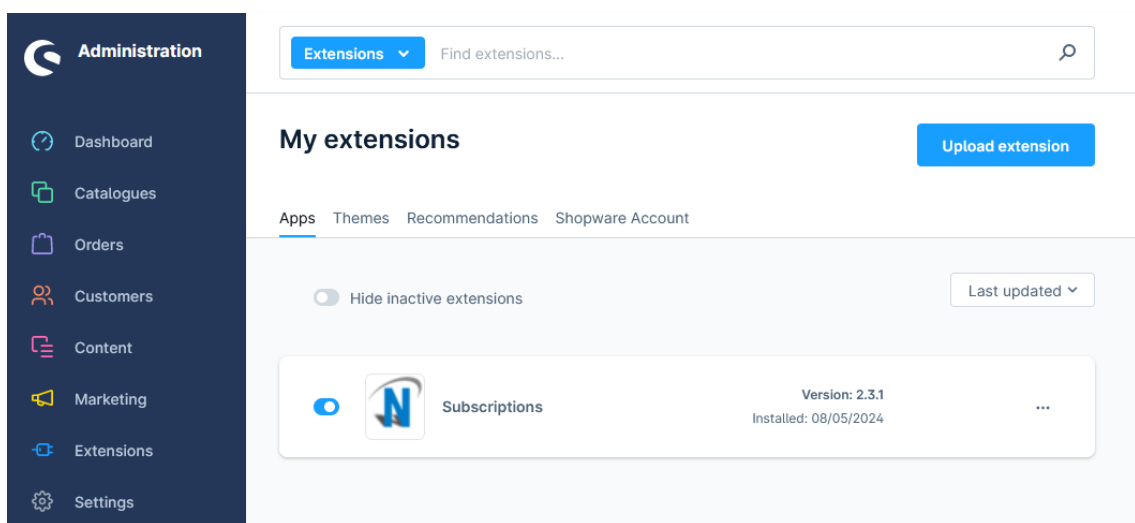 Administration
Dashboard
Catalogues
Orders
Customers
Content
Marketing
Extensions
Settings
Extensions
Find extensions...
My extensions
Upload extension
Apps
Themes
Recommendations
Shopware Account
Hide inactive extensions
Last updated
N
Subscriptions
Version: 2.3.1
Installed: 08/05/2024